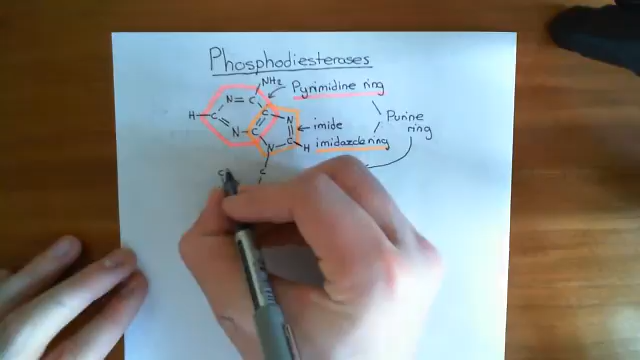 Phosphodiesterases
NH₂
Pyrimidine ring
N=C
H-C
C
N
N-C
imide
Purine
ring
N-C
H
imidazole ring
C
C